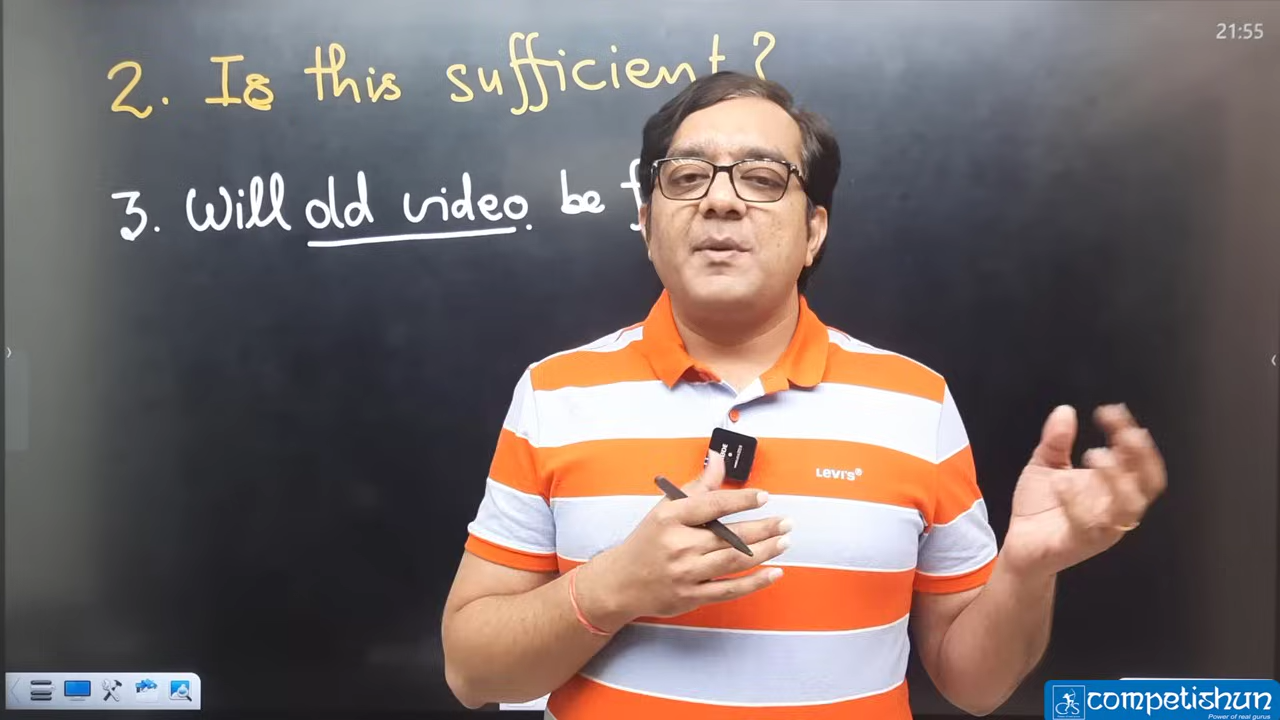 21:55
2. Is this sufficient?
3. Will old video be
LEVI'S®
competishun
Power of real gurus